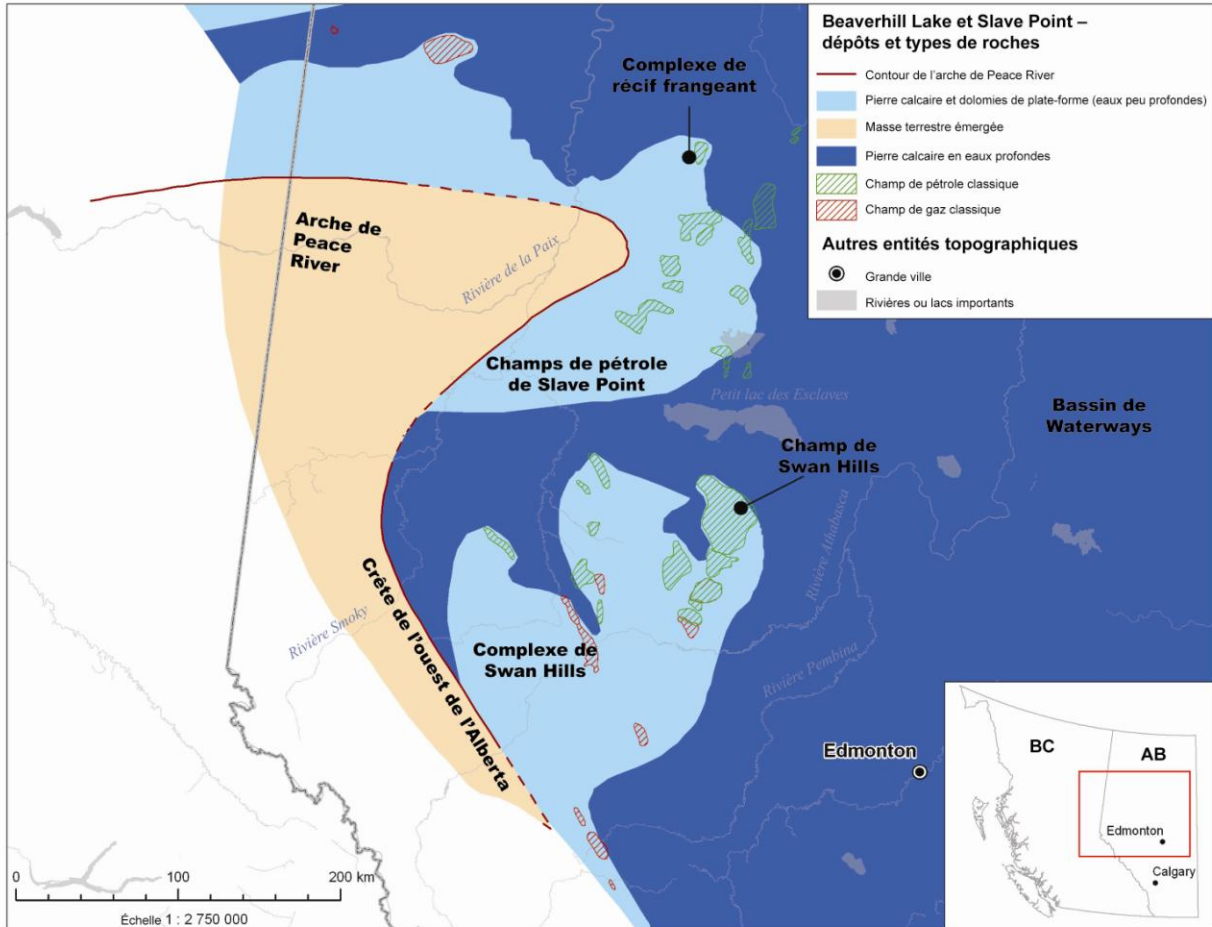 Beaverhill Lake et Slave Point –
dépôts et types de roches
Contour de l'arche de Peace River
Pierre calcaire et dolomies de plate-forme (eaux peu profondes)
Masse terrestre émergée
Pierre calcaire en eaux profondes
Champ de pétrole classique
Champ de gaz classique
Autres entités topographiques
Grande ville
Rivières ou lacs importants
Complexe de
récif frangeant
Arche de
Peace
River
Rivière de la Paix
Champs de pétrole
de Slave Point
Petit lac des Esclaves
Bassin de
Waterways
Champ de
Swan Hills
Rivière Athabasca
Crête de l'ouest de l'Alberta
Rivière Smoky
Complexe de
Swan Hills
Rivière Pembina
Edmonton
BC
AB
Edmonton
Calgary
0 100 200 km
Échelle 1 : 2 750 000